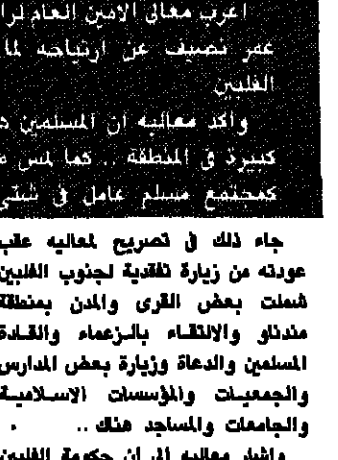 اعرب معالى الامين العام لرا
عمر نصيف عن ارتياحه لما
الفلبين
واكد معاليه ان المسلمين
كبيرة في المنطقة .. كما لمس
كمجتمع مسلم عامل في شتى
جاء ذلك في تصريح لمعاليه عقب
عودته من زيارة تفقدية لجنوب الفلبين
شملت بعض القرى والمدن بمنطقة
مندناو والالتقاء بالزعماء والقادة
المسلمين والدعاة وزيارة بعض المدارس
والجمعيات والمؤسسات الاسلامية
والجامعات والمساجد هناك ..
واشار معاليه الى ان حكومة الفلبين